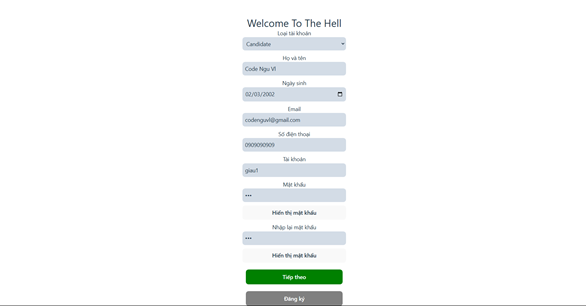 Welcome To The Hell
Loại tài khoản
Candidate
Họ và tên
Code Ngu Vl
Ngày sinh
02/03/2002
Email
codenguvl@gmail.com
Số điện thoại
0909090909
Tài khoản
giau1
Mật khẩu
•••
Hiển thị mật khẩu
Nhập lại mật khẩu
•••
Hiển thị mật khẩu
Tiếp theo
Đăng ký